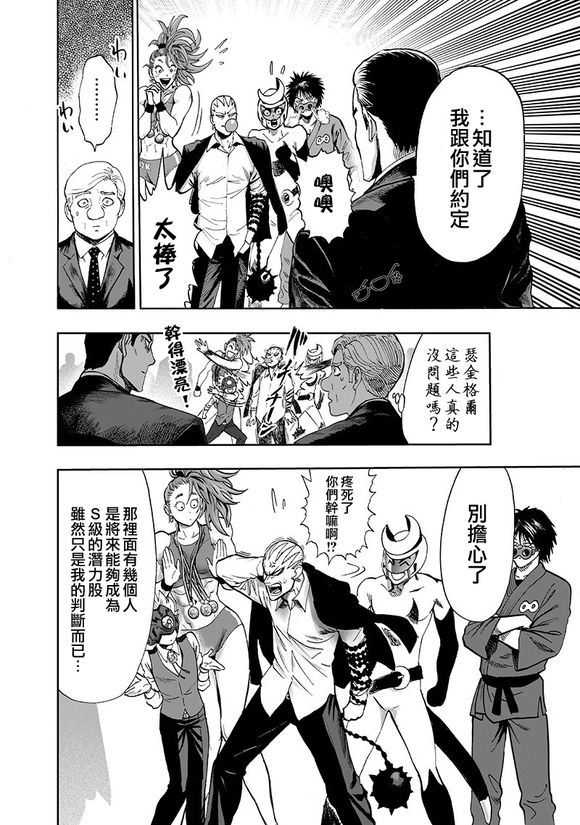 …知道了
我跟你們約定
噢噢
太棒了
わい
わい
………
瑟金格爾
這些人真的
沒問題嗎？
幹得
漂亮！
別擔心了
疼死了
你們幹嘛啊!?
那裡面有幾個人
是將來能夠成為
S級的潛力股
雖然只是我的判斷而已…